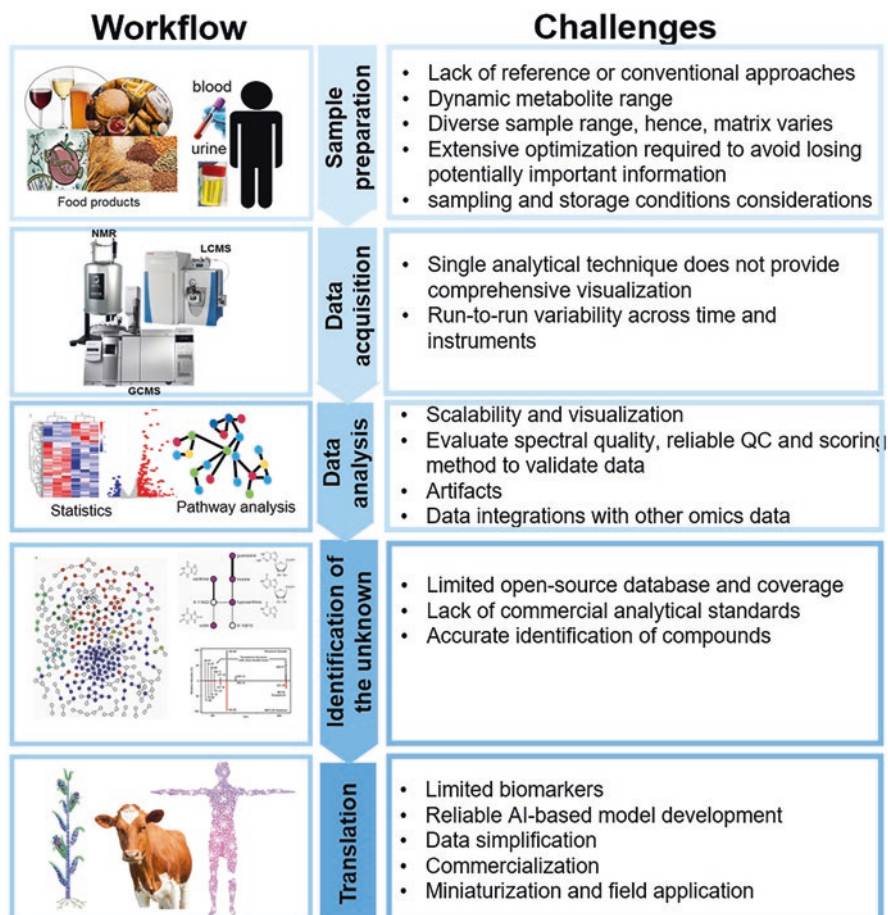 Workflow
Challenges
blood
urine
Food products
Sample
preparation
• Lack of reference or conventional approaches
• Dynamic metabolite range
• Diverse sample range, hence, matrix varies
• Extensive optimization required to avoid losing
potentially important information
• sampling and storage conditions considerations
NMR
LCMS
GCMS
Data
acquisition
• Single analytical technique does not provide
comprehensive visualization
• Run-to-run variability across time and
instruments
Statistics
Pathway analysis
Data
analysis
• Scalability and visualization
• Evaluate spectral quality, reliable QC and scoring
method to validate data
• Artifacts
• Data integrations with other omics data
guanosine
xanthine
inosine
hypoxanthine
Identification of
the unknown
• Limited open-source database and coverage
• Lack of commercial analytical standards
• Accurate identification of compounds
Translation
• Limited biomarkers
• Reliable AI-based model development
• Data simplification
• Commercialization
• Miniaturization and field application